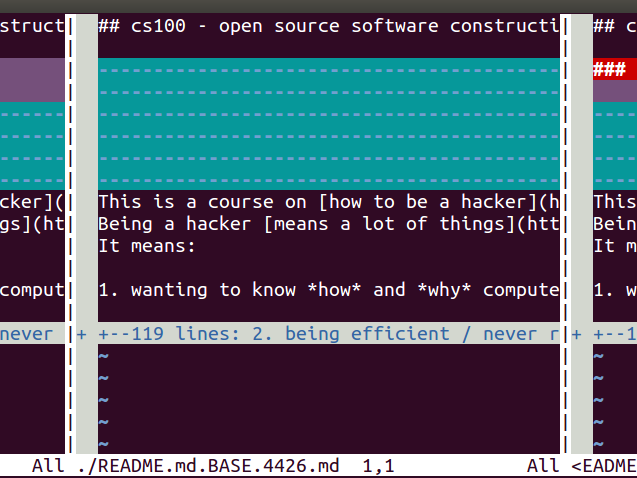 struct| ## cs100 - open source software constructi| ## c
###
cker]( This is a course on [how to be a hacker](h This
gs](ht Being a hacker [means a lot of things](htt Bein
It means: It m
comput 1. wanting to know *how* and *why* compute 1. w
never + +--119 lines: 2. being efficient / never r + +--1
~ ~
~ ~
~ ~
~ ~
~ ~
All ./README.md.BASE.4426.md 1,1 All <EADME